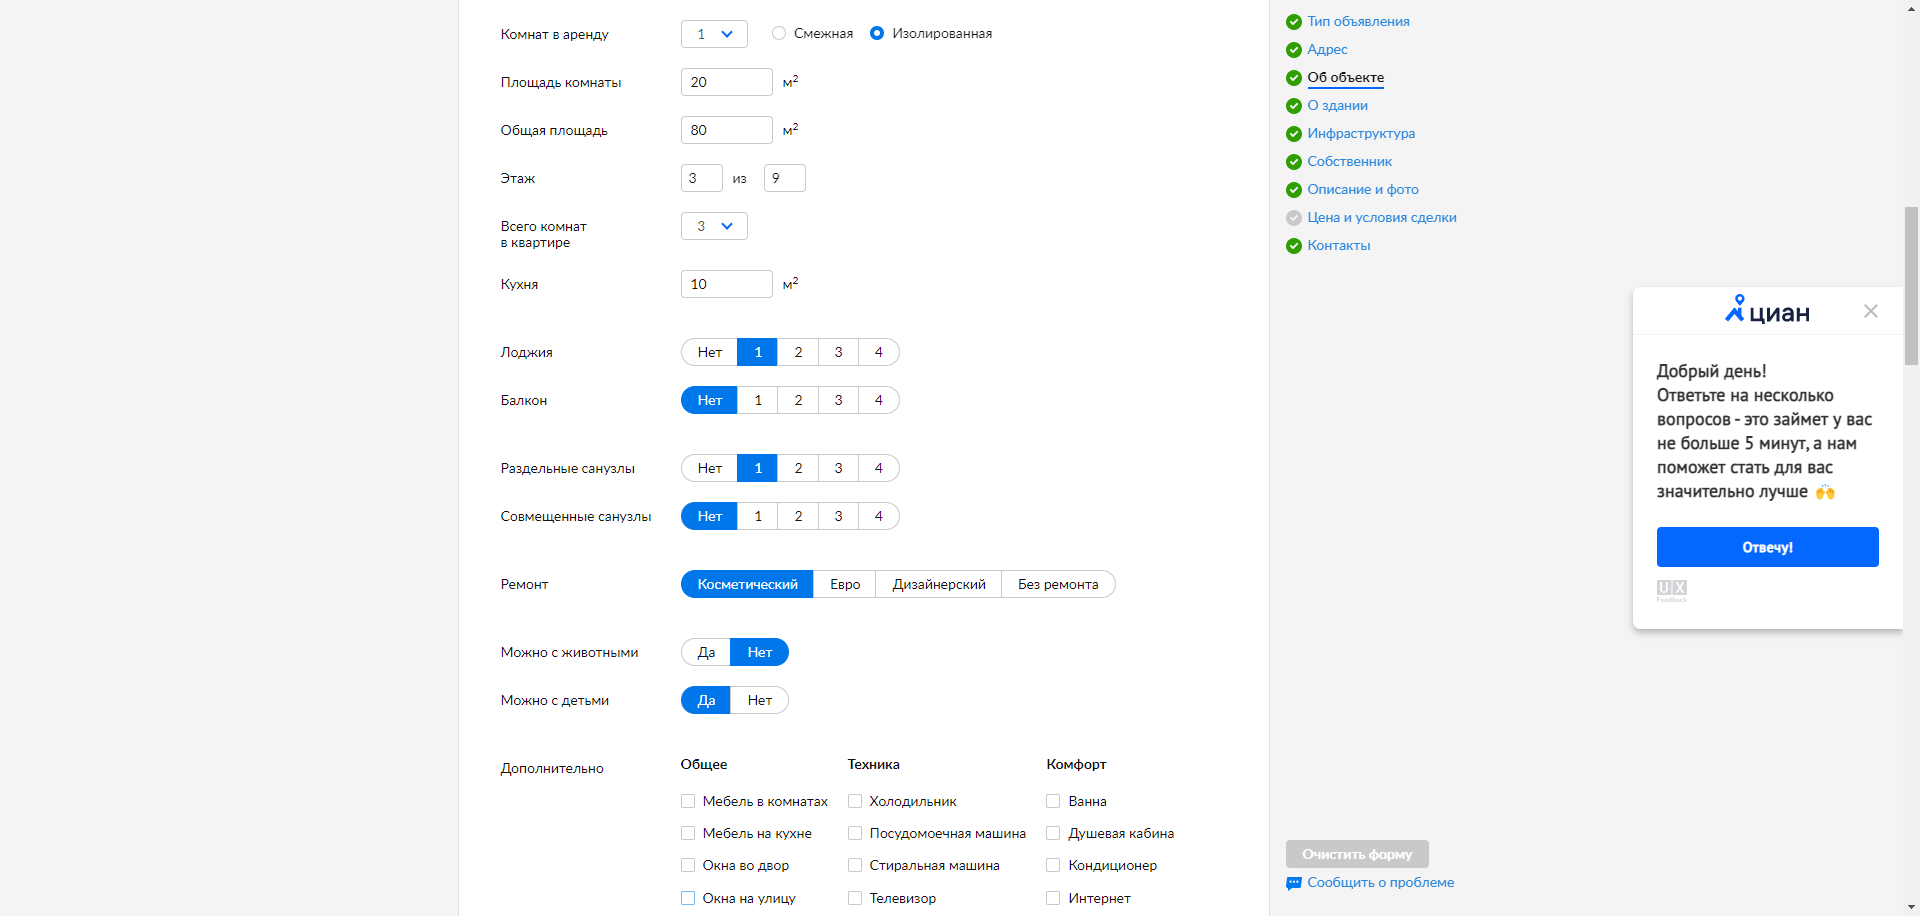 Комнат в аренду 1 Смежная Изолированная
Площадь комнаты 20 м²
Общая площадь 80 м²
Этаж 3 из 9
Всего комнат
в квартире 3
Кухня 10 м²
Лоджия Нет 1 2 3 4
Балкон Нет 1 2 3 4
Раздельные санузлы Нет 1 2 3 4
Совмещенные санузлы Нет 1 2 3 4
Ремонт Косметический Евро Дизайнерский Без ремонта
Можно с животными Да Нет
Можно с детьми Да Нет
Дополнительно
Общее Техника Комфорт
Мебель в комнатах Холодильник Ванна
Мебель на кухне Посудомоечная машина Душевая кабина
Окна во двор Стиральная машина Кондиционер
Окна на улицу Телевизор Интернет
Тип объявления
Адрес
Об объекте
О здании
Инфраструктура
Собственник
Описание и фото
Цена и условия сделки
Контакты
циан
Добрый день!
Ответьте на несколько
вопросов - это займет у вас
не больше 5 минут, а нам
поможет стать для вас
значительно лучше 🙌
Отвечу!
UX
Feedback
Очистить форму
Сообщить о проблеме